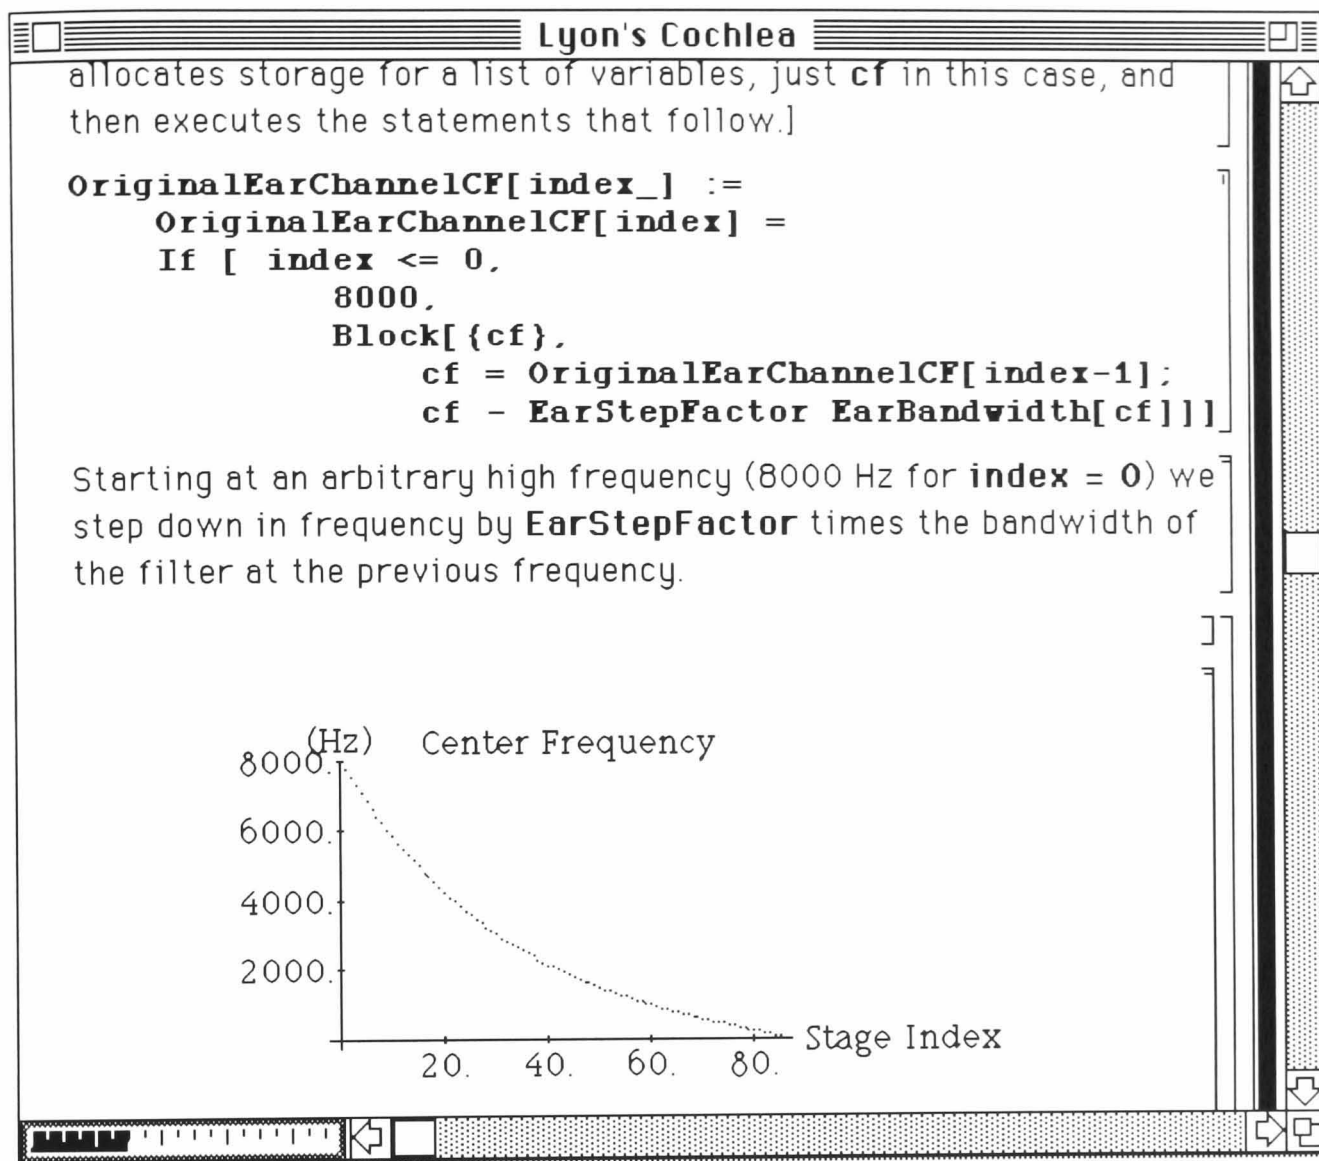 Lyon's Cochlea
allocates storage for a list of variables, just cf in this case, and
then executes the statements that follow.]
OriginalEarChannelCF[index_] :=
OriginalEarChannelCF[index] =
If [ index <= 0,
8000,
Block[{cf},
cf = OriginalEarChannelCF[index-1];
cf - EarStepFactor EarBandwidth[cf]]]
Starting at an arbitrary high frequency (8000 Hz for index = 0) we
step down in frequency by EarStepFactor times the bandwidth of
the filter at the previous frequency.
(Hz) Center Frequency
8000.
6000.
4000.
2000.
Stage Index
20. 40. 60. 80.